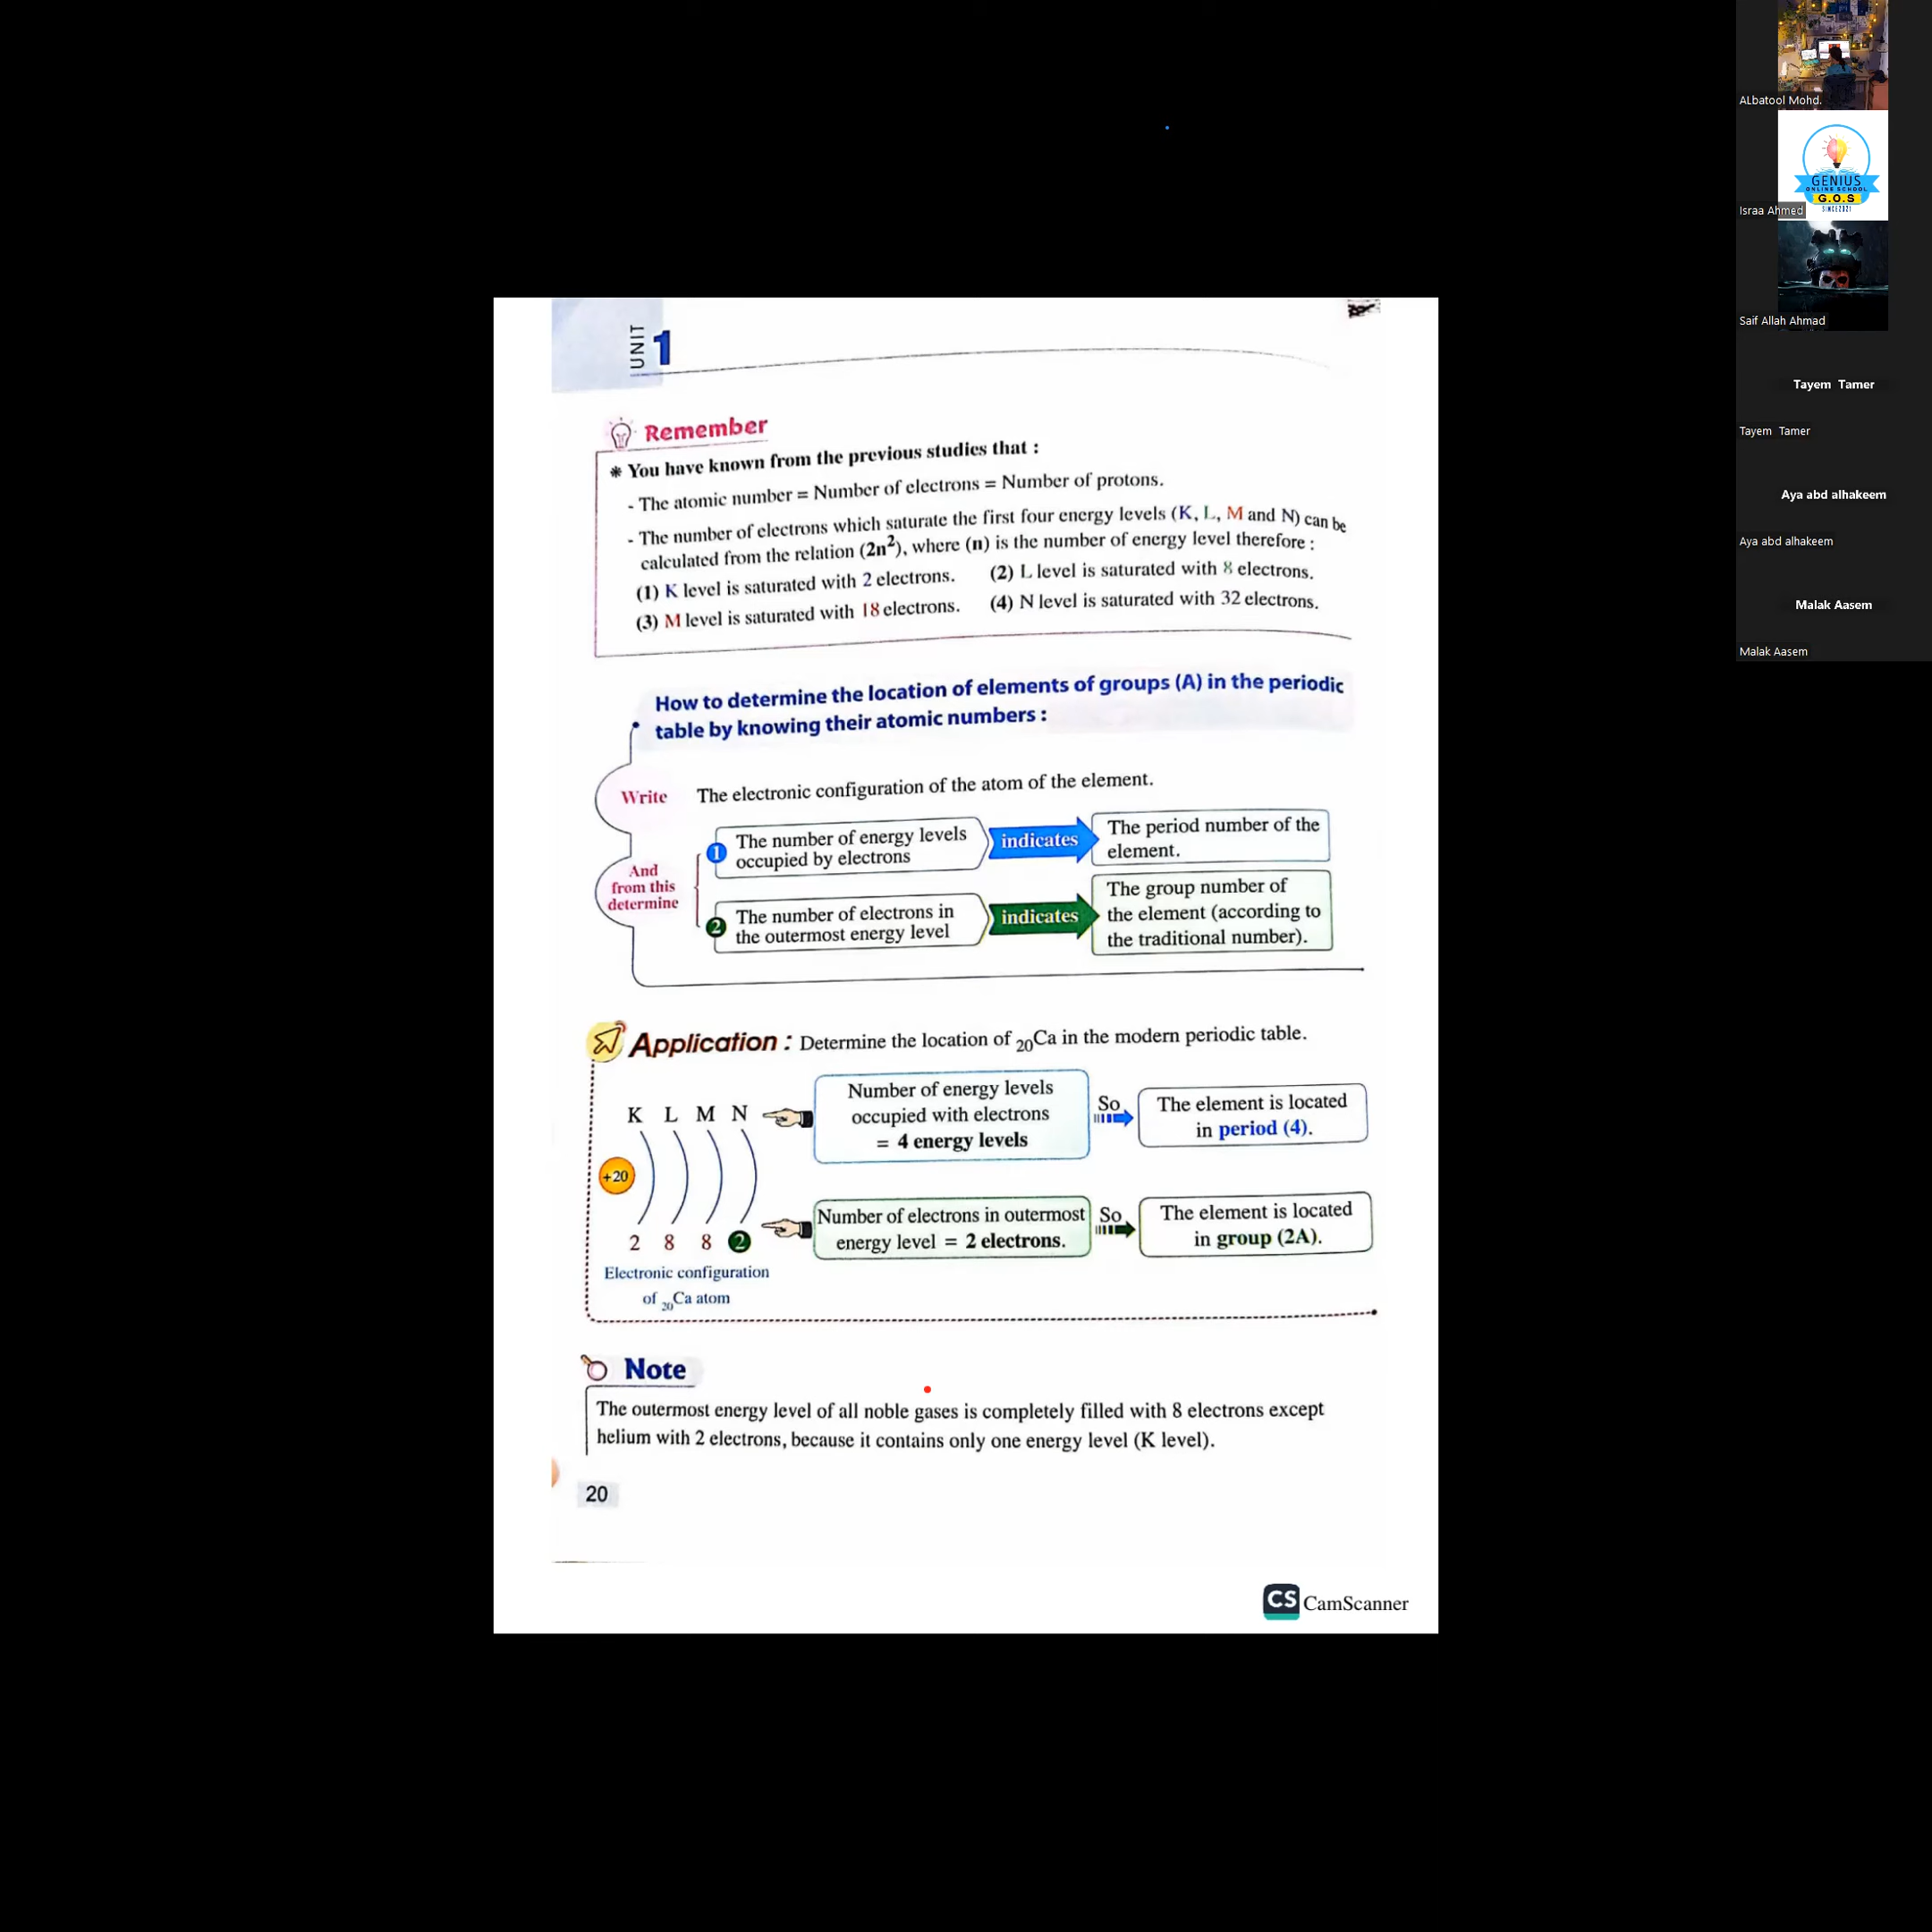 UNIT 1
Remember
* You have known from the previous studies that :
- The atomic number = Number of electrons = Number of protons.
- The number of electrons which saturate the first four energy levels (K, L, M and N) can be
calculated from the relation (2n²), where (n) is the number of energy level therefore :
(1) K level is saturated with 2 electrons. (2) L level is saturated with 8 electrons.
(3) M level is saturated with 18 electrons. (4) N level is saturated with 32 electrons.
How to determine the location of elements of groups (A) in the periodic
table by knowing their atomic numbers :
Write The electronic configuration of the atom of the element.
And
from this
determine
1 The number of energy levels
occupied by electrons
indicates
The period number of the
element.
2 The number of electrons in
the outermost energy level
indicates
The group number of
the element (according to
the traditional number).
Application : Determine the location of ₂₀Ca in the modern periodic table.
K L M N
+20
2 8 8 2
Electronic configuration
of ₂₀Ca atom
Number of energy levels
occupied with electrons
= 4 energy levels
So
The element is located
in period (4).
Number of electrons in outermost
energy level = 2 electrons.
So
The element is located
in group (2A).
Note
The outermost energy level of all noble gases is completely filled with 8 electrons except
helium with 2 electrons, because it contains only one energy level (K level).
20
CS CamScanner
ALbatool Mohd.
GENIUS
ONLINE SCHOOL
G.O.S
SINCE2021
Israa Ahmed
Saif Allah Ahmad
Tayem Tamer
Tayem Tamer
Aya abd alhakeem
Aya abd alhakeem
Malak Aasem
Malak Aasem